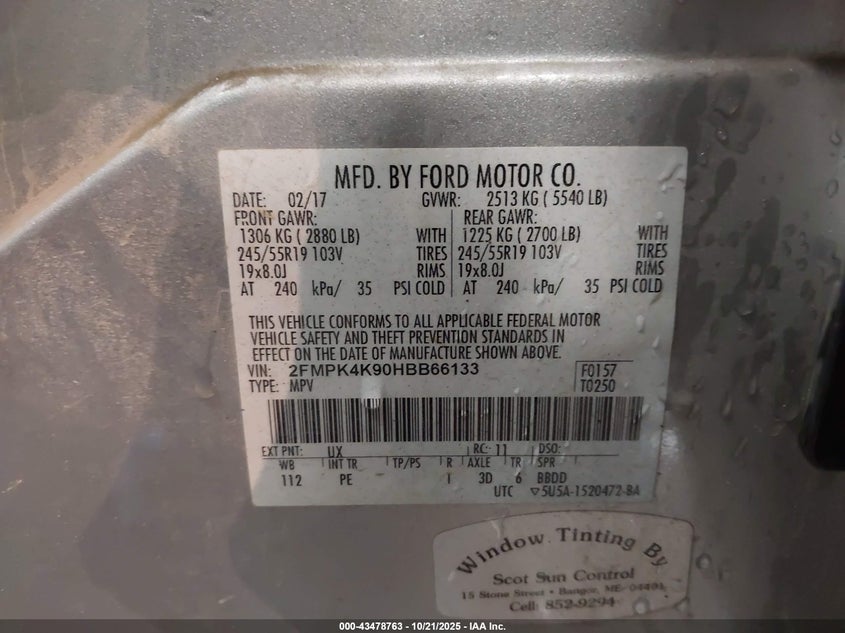 MFD. BY FORD MOTOR CO.
DATE: 02/17 GVWR: 2513 KG ( 5540 LB)
FRONT GAWR: REAR GAWR:
1306 KG ( 2880 LB) WITH 1225 KG ( 2700 LB) WITH
245/55R19 103V TIRES 245/55R19 103V TIRES
19x8.0J RIMS 19x8.0J RIMS
AT 240 kPa/ 35 PSI COLD AT 240 kPa/ 35 PSI COLD
THIS VEHICLE CONFORMS TO ALL APPLICABLE FEDERAL MOTOR
VEHICLE SAFETY AND THEFT PREVENTION STANDARDS IN
EFFECT ON THE DATE OF MANUFACTURE SHOWN ABOVE.
VIN: 2FMPK4K90HBB66133 F0157
TYPE: MPV T0250
EXT PNT: UX RC: 11 DSO:
WB INT TR TP/PS R AXLE TR SPR
112 PE I 3D 6 BBDD
UTC ▽5U5A-1520472-BA
Window Tinting By
Scot Sun Control
15 Stone Street • Bangor, ME 04401
Cell: 852-9294
000-43478763 - 10/21/2025 - IAA Inc.